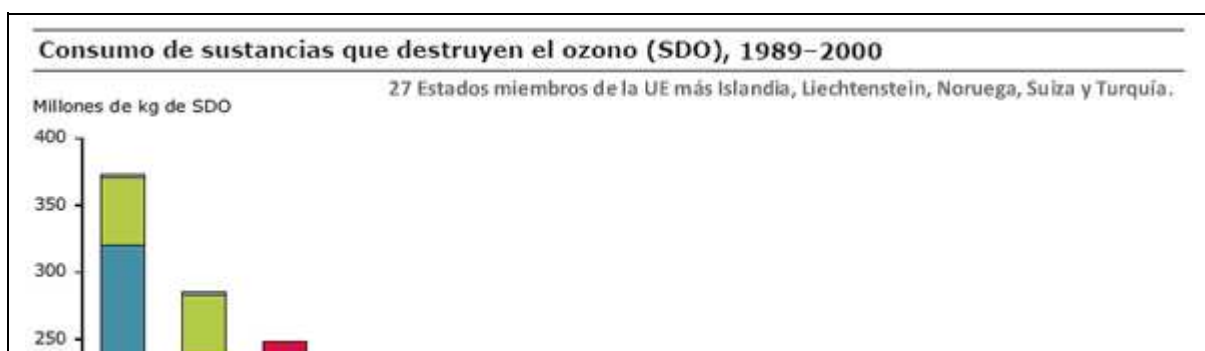 Consumo de sustancias que destruyen el ozono (SDO), 1989–2000
27 Estados miembros de la UE más Islandia, Liechtenstein, Noruega, Suiza y Turquía.
Millones de kg de SDO
400
350
300
250